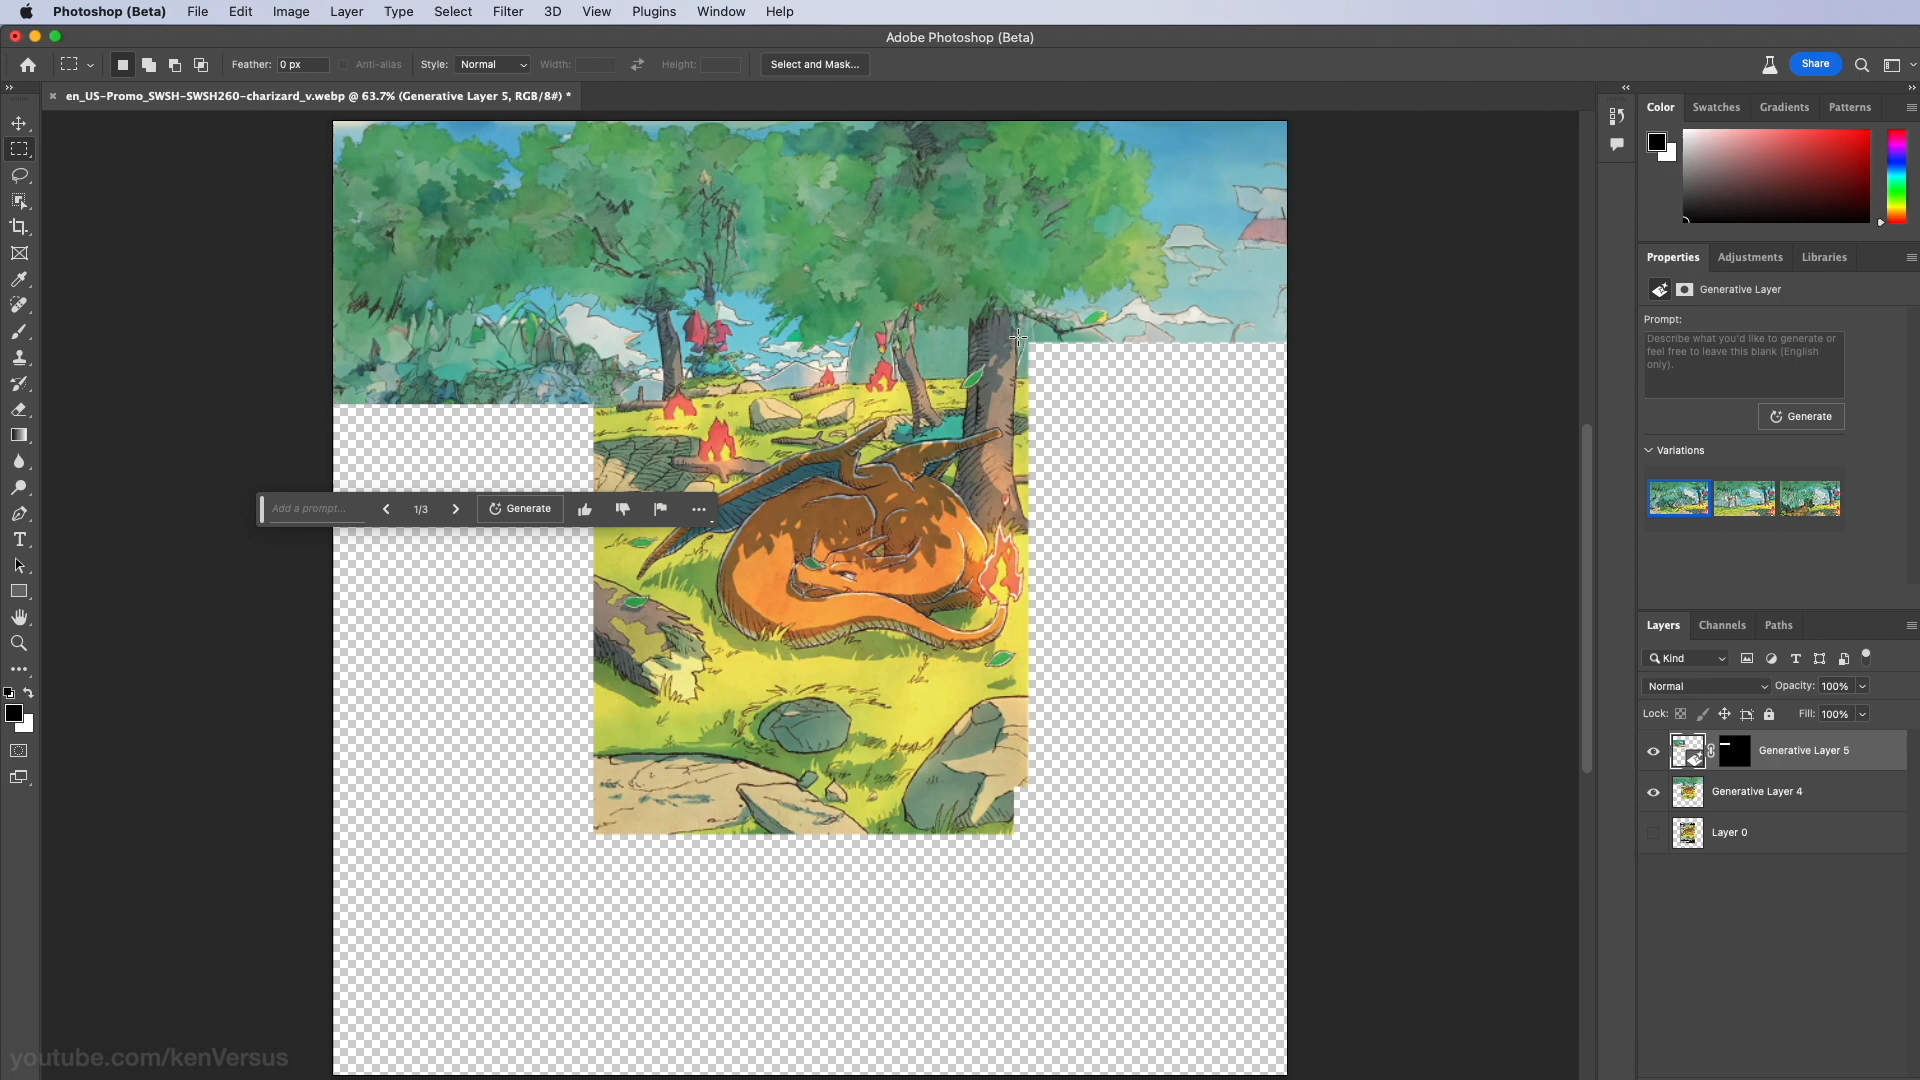 Photoshop (Beta) File Edit Image Layer Type Select Filter 3D View Plugins Window Help
Adobe Photoshop (Beta)
Feather: 0 px Anti-alias Style: Normal Width: Height: Select and Mask... Share
en_US-Promo_SWSH-SWSH260-charizard_v.webp @ 63.7% (Generative Layer 5, RGB/8#) *
Color Swatches Gradients Patterns
Properties Adjustments Libraries
Generative Layer
Prompt:
Describe what you'd like to generate or
feel free to leave this blank (English
only).
Generate
Variations
Add a prompt... 1/3 Generate
Layers Channels Paths
Kind
Normal Opacity: 100%
Lock: Fill: 100%
Generative Layer 5
Generative Layer 4
Layer 0
youtube.com/kenVersus